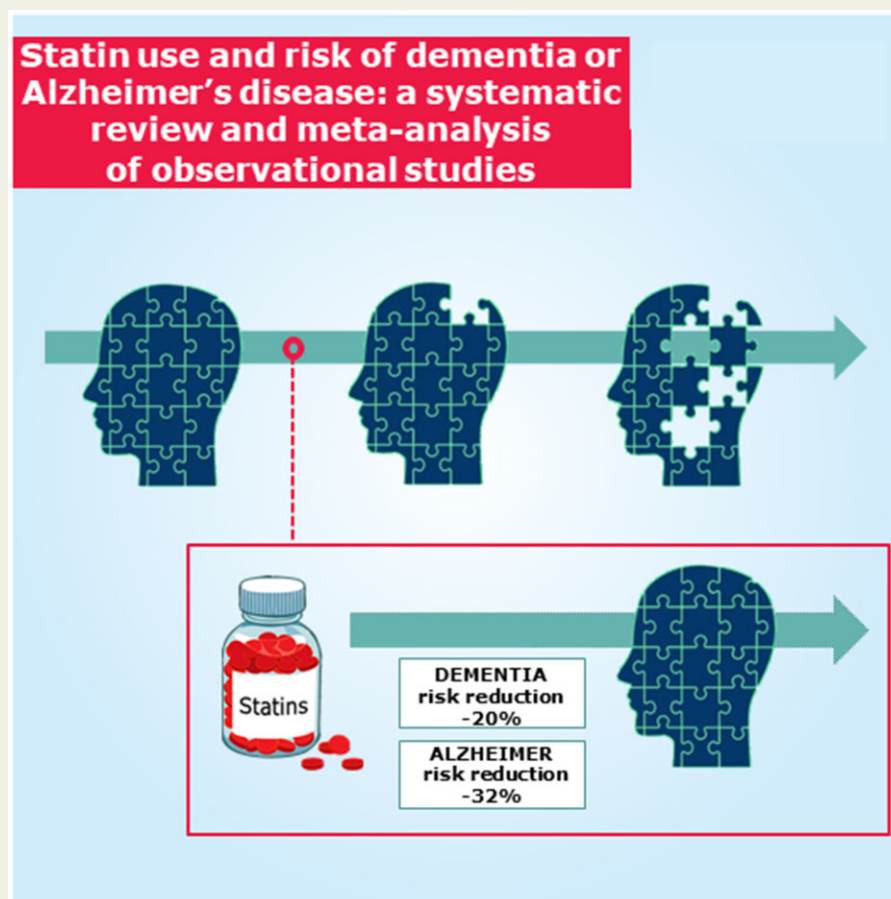 Statin use and risk of dementia or
Alzheimer's disease: a systematic
review and meta-analysis
of observational studies
Statins
DEMENTIA
risk reduction
-20%
ALZHEIMER
risk reduction
-32%